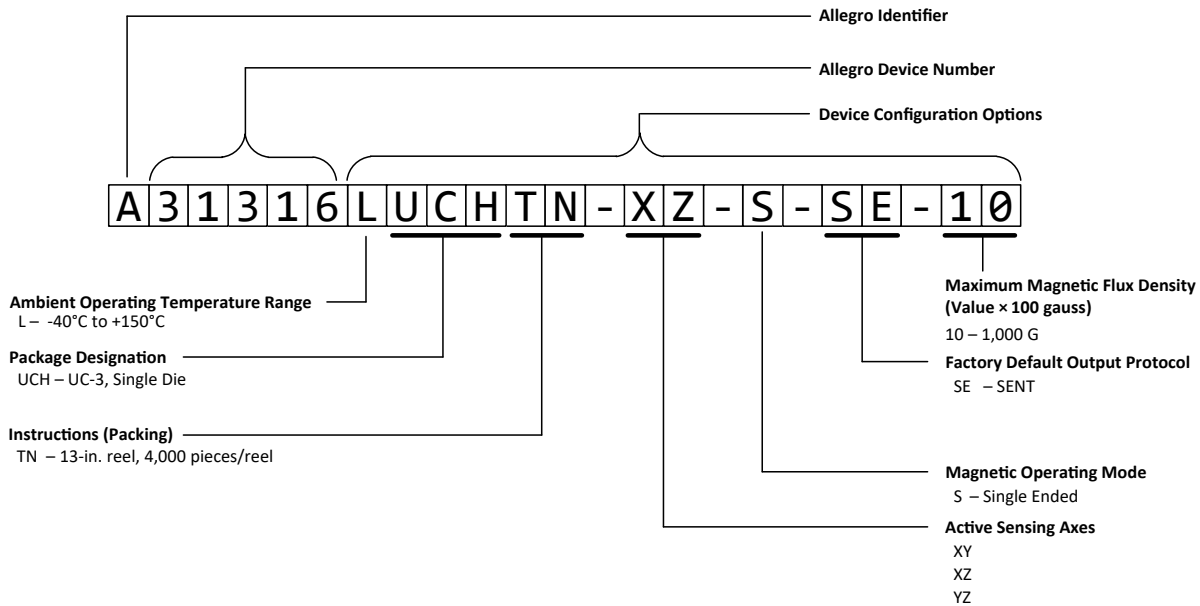 Allegro Identifier
Allegro Device Number
Device Configuration Options
A31316LUCHTN-XZ-S-SE-10
Ambient Operating Temperature Range
L – -40°C to +150°C
Package Designation
UCH – UC-3, Single Die
Instructions (Packing)
TN – 13-in. reel, 4,000 pieces/reel
Maximum Magnetic Flux Density
(Value × 100 gauss)
10 – 1,000 G
Factory Default Output Protocol
SE – SENT
Magnetic Operating Mode
S – Single Ended
Active Sensing Axes
XY
XZ
YZ